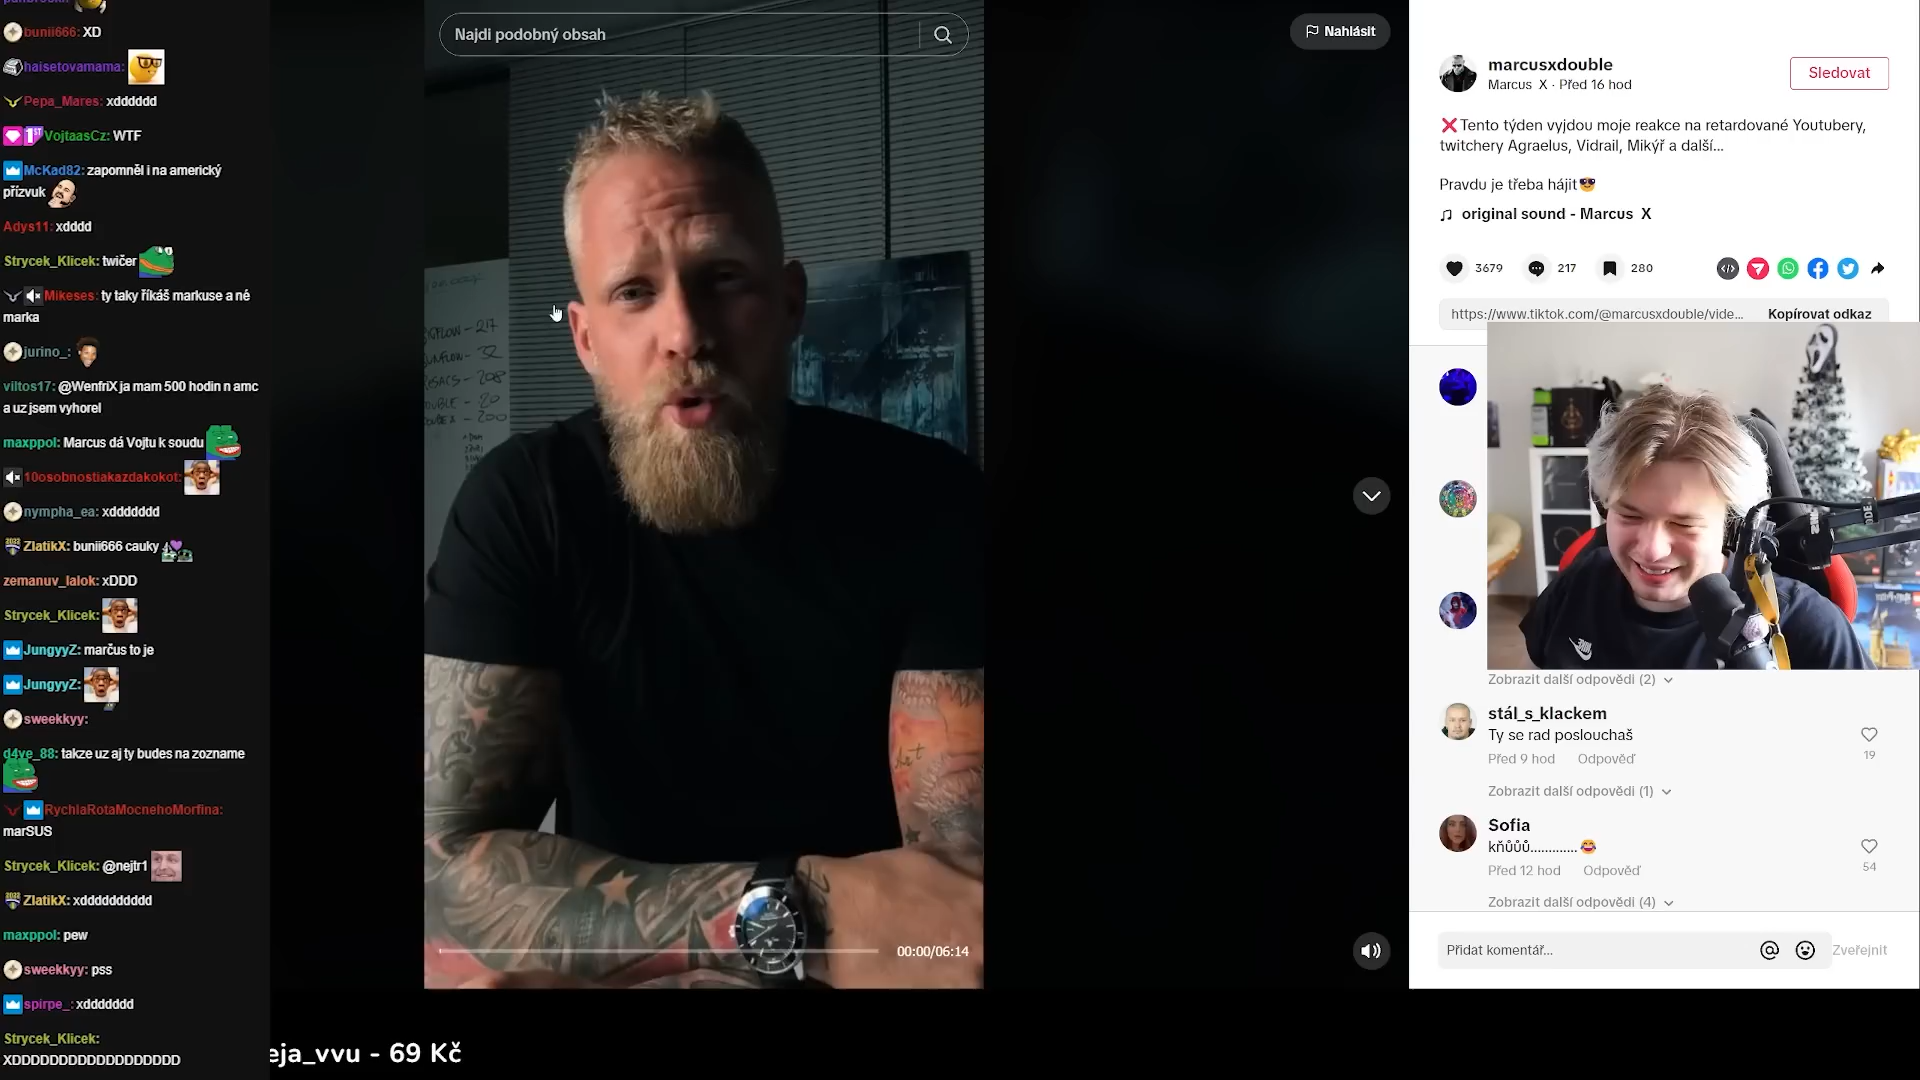 bunii666: XD
haisetovamama:
Pepa_Mares: xdddddd
VojtaasCz: WTF
McKad82: zapomněl i na americký
přízvuk
Adys11: xdddd
Strycek_Klicek: twičer
Mikeses: ty taky říkáš markuse a né
marka
jurino_:
viltos17: @WenfriX ja mam 500 hodin n amc
a uz jsem vyhorel
maxppol: Marcus dá Vojtu k soudu
10osobnostiakazdakokot:
nympha_ea: xddddddd
ZlatikX: bunii666 cauky
zemanuv_lalok: xDDD
Strycek_Klicek:
JungyyZ: marčus to je
JungyyZ:
sweekkyy:
d4ve_88: takze uz aj ty budes na zozname
RychlaRotaMocnehoMorfina:
marSUS
Strycek_Klicek: @nejtr1
ZlatikX: xdddddddddd
maxppol: pew
sweekkyy: pss
spirpe_: xddddddd
Strycek_Klicek:
XDDDDDDDDDDDDDDDDDD
Najdi podobný obsah
Nahlásit
00:00/06:14
eja_vvu - 69 Kč
marcusxdouble
Marcus X · Před 16 hod
Sledovat
❌Tento týden vyjdou moje reakce na retardované Youtubery,
twitchery Agraelus, Vidrail, Mikýř a další...
Pravdu je třeba hájit😎
♫ original sound - Marcus X
3679 217 280
https://www.tiktok.com/@marcusxdouble/vide... Kopírovat odkaz
Zobrazit další odpovědi (2)
stál_s_klackem
Ty se rad posloucháš
19
Před 9 hod Odpověď
Zobrazit další odpovědi (1)
Sofia
kňůůů............. 😂
54
Před 12 hod Odpověď
Zobrazit další odpovědi (4)
Přidat komentář...
Zveřejnit